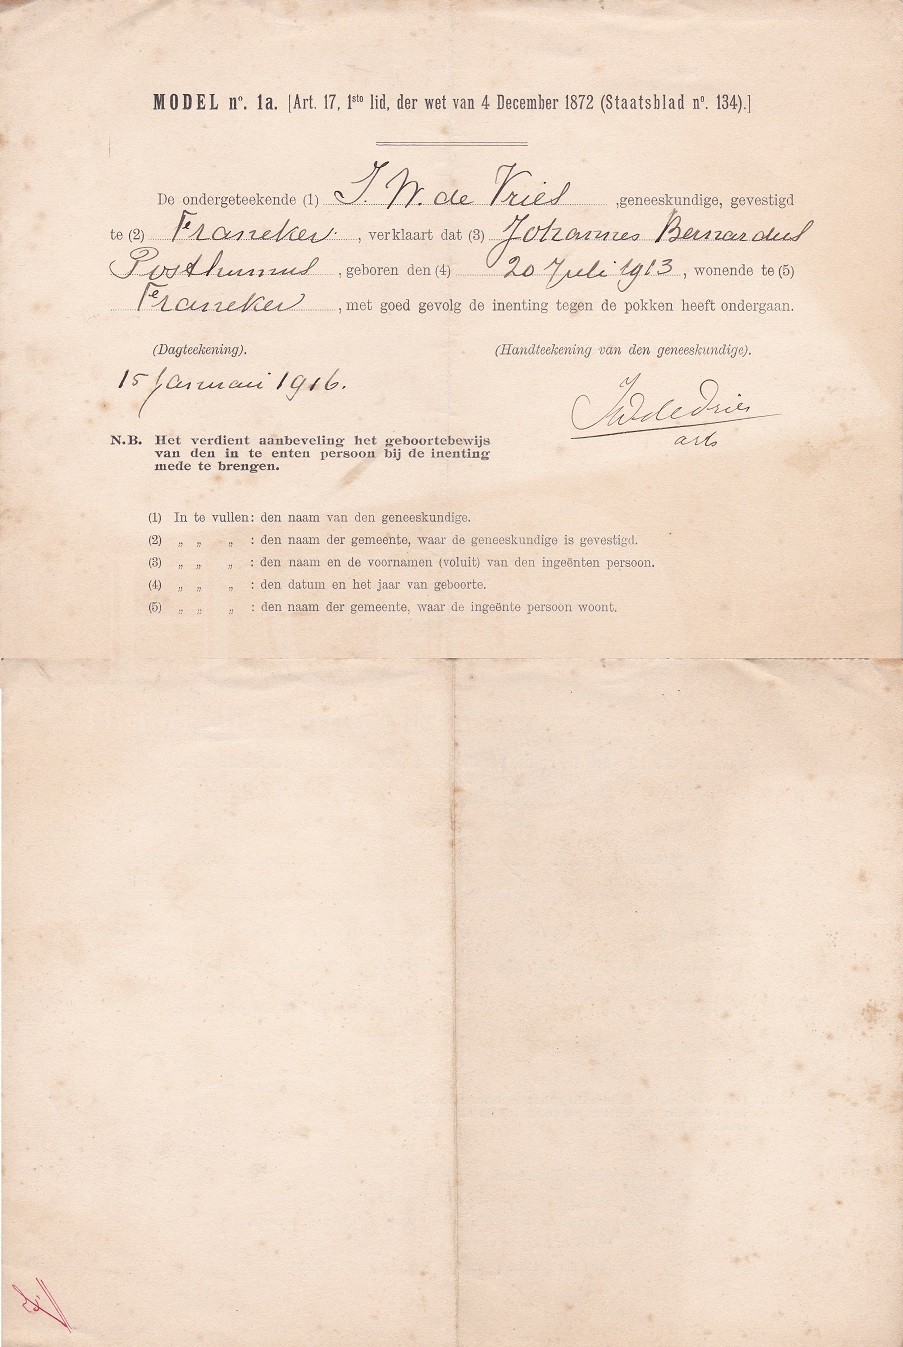 MODEL nº. 1a. [Art. 17, 1ste lid, der wet van 4 December 1872 (Staatsblad nº. 134).]
De ondergeteekende (1) J. W. de Vries, geneeskundige, gevestigd
te (2) Franeker, verklaart dat (3) Johannes Bernardus
Posthumus, geboren den (4) 20 Juli 1913, wonende te (5)
Franeker, met goed gevolg de inenting tegen de pokken heeft ondergaan.
(Dagteekening). (Handteekening van den geneeskundige).
15 Januari 1916.
JWdeVries
arts
N.B. Het verdient aanbeveling het geboortebewijs
van den in te enten persoon bij de inenting
mede te brengen.
(1) In te vullen: den naam van den geneeskundige.
(2) „ „ „ : den naam der gemeente, waar de geneeskundige is gevestigd.
(3) „ „ „ : den naam en de voornamen (voluit) van den ingeënten persoon.
(4) „ „ „ : den datum en het jaar van geboorte.
(5) „ „ „ : den naam der gemeente, waar de ingeënte persoon woont.